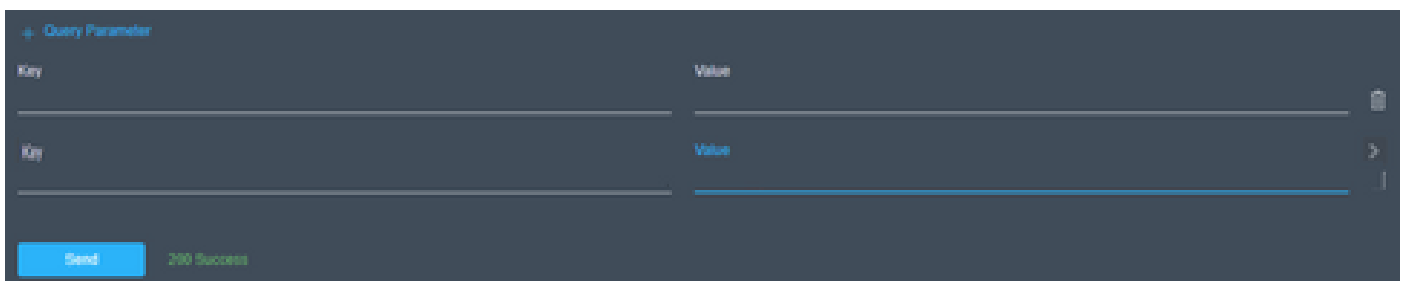 + Query Parameter
Key Value
Key Value
Send 200 Success